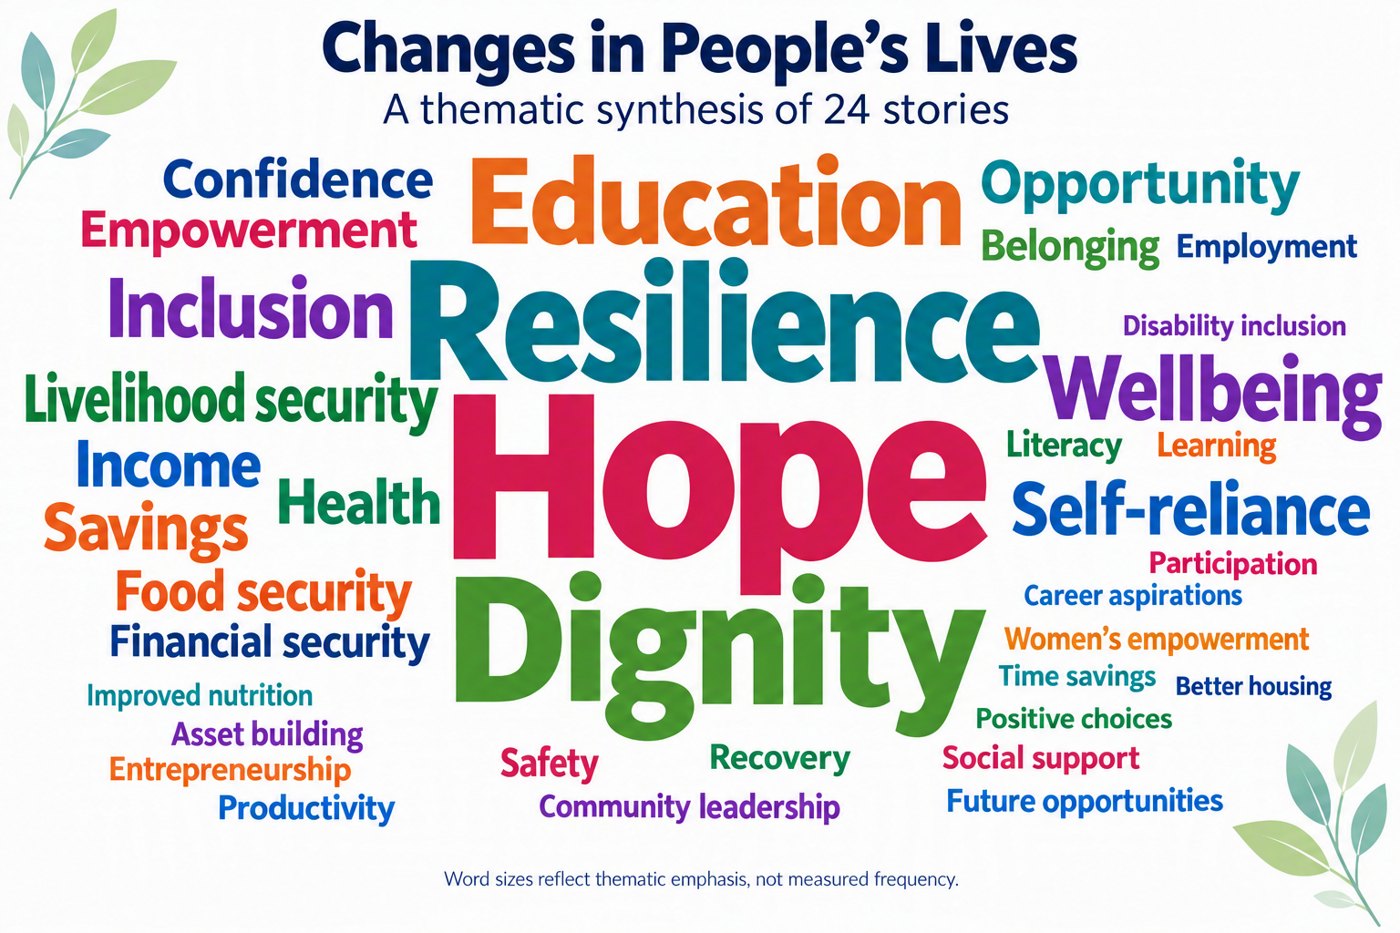 Changes in People’s Lives
A thematic synthesis of 24 stories
Confidence
Education
Opportunity
Empowerment
Belonging
Employment
Inclusion
Resilience
Disability inclusion
Wellbeing
Livelihood security
Hope
Literacy
Learning
Income
Health
Self-reliance
Savings
Participation
Food security
Dignity
Career aspirations
Financial security
Women’s empowerment
Time savings
Better housing
Improved nutrition
Positive choices
Asset building
Safety
Recovery
Social support
Entrepreneurship
Productivity
Community leadership
Future opportunities
Word sizes reflect thematic emphasis, not measured frequency.